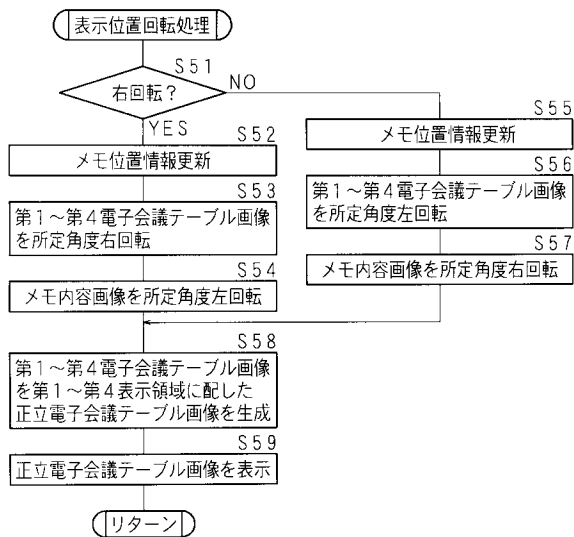 表示位置回転処理
S51
右回転？
NO
YES
S52
メモ位置情報更新
S53
第1～第4電子会議テーブル画像
を所定角度右回転
S54
メモ内容画像を所定角度左回転
S55
メモ位置情報更新
S56
第1～第4電子会議テーブル画像
を所定角度左回転
S57
メモ内容画像を所定角度右回転
S58
第1～第4電子会議テーブル画像
を第1～第4表示領域に配した
正立電子会議テーブル画像を生成
S59
正立電子会議テーブル画像を表示
リターン